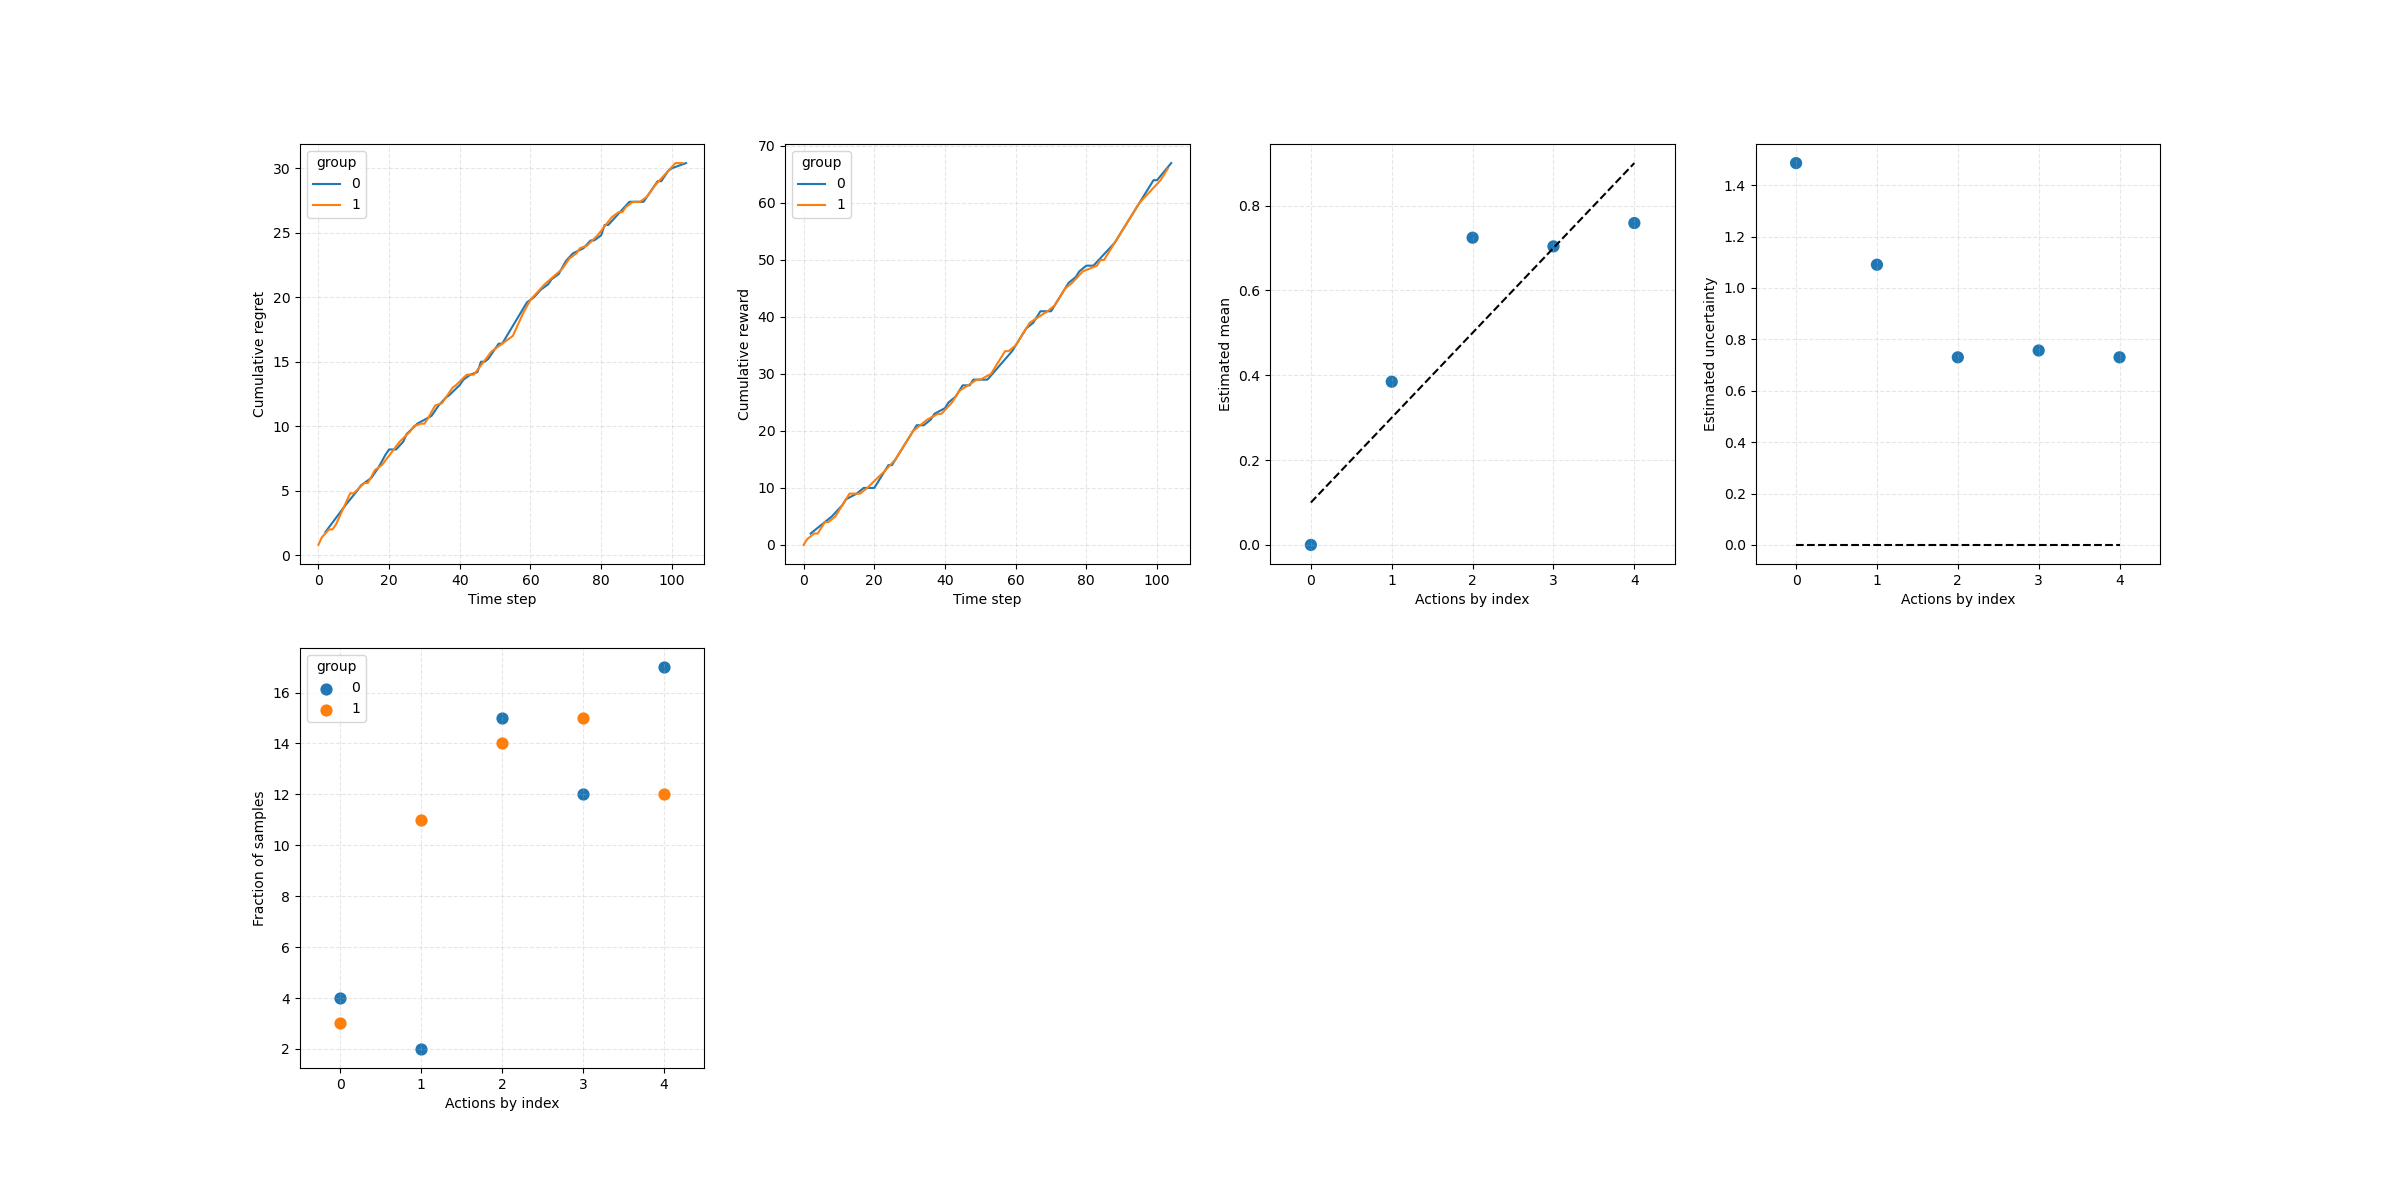 group
0
1
30
25
20
15
10
5
0
Cumulative regret
0 20 40 60 80 100
Time step
group
0
1
70
60
50
40
30
20
10
0
Cumulative reward
0 20 40 60 80 100
Time step
0.8
0.6
0.4
0.2
0.0
Estimated mean
0 1 2 3 4
Actions by index
1.4
1.2
1.0
0.8
0.6
0.4
0.2
0.0
Estimated uncertainty
0 1 2 3 4
Actions by index
group
0
1
16
14
12
10
8
6
4
2
Fraction of samples
0 1 2 3 4
Actions by index